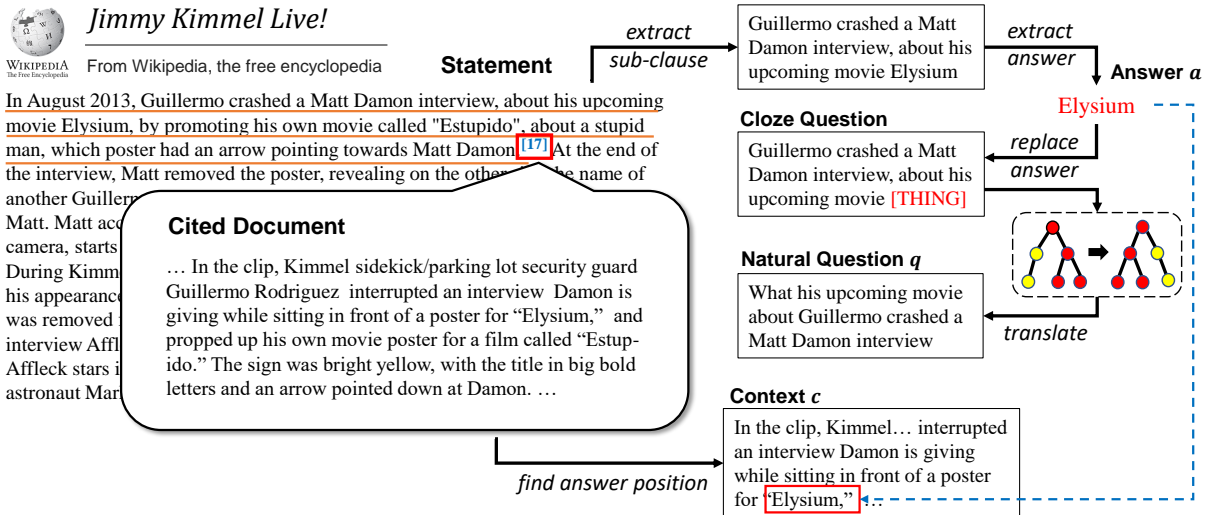 Jimmy Kimmel Live!
WIKIPEDIA
The Free Encyclopedia
From Wikipedia, the free encyclopedia
Statement
In August 2013, Guillermo crashed a Matt Damon interview, about his upcoming
movie Elysium, by promoting his own movie called "Estupido", about a stupid
man, which poster had an arrow pointing towards Matt Damon [17] At the end of
the interview, Matt removed the poster, revealing on the other he name of
another Guillerm
Matt. Matt acc
camera, starts
During Kimm
his appearance
was removed
interview Affl
Affleck stars i
astronaut Mar
Cited Document
… In the clip, Kimmel sidekick/parking lot security guard
Guillermo Rodriguez interrupted an interview Damon is
giving while sitting in front of a poster for “Elysium,” and
propped up his own movie poster for a film called “Estup-
ido.” The sign was bright yellow, with the title in big bold
letters and an arrow pointed down at Damon. …
extract
sub-clause
Guillermo crashed a Matt
Damon interview, about his
upcoming movie Elysium
extract
answer
Answer a
Elysium
Cloze Question
Guillermo crashed a Matt
Damon interview, about his
upcoming movie [THING]
replace
answer
Natural Question q
What his upcoming movie
about Guillermo crashed a
Matt Damon interview
translate
Context c
In the clip, Kimmel… interrupted
an interview Damon is giving
while sitting in front of a poster
for “Elysium,” …
find answer position